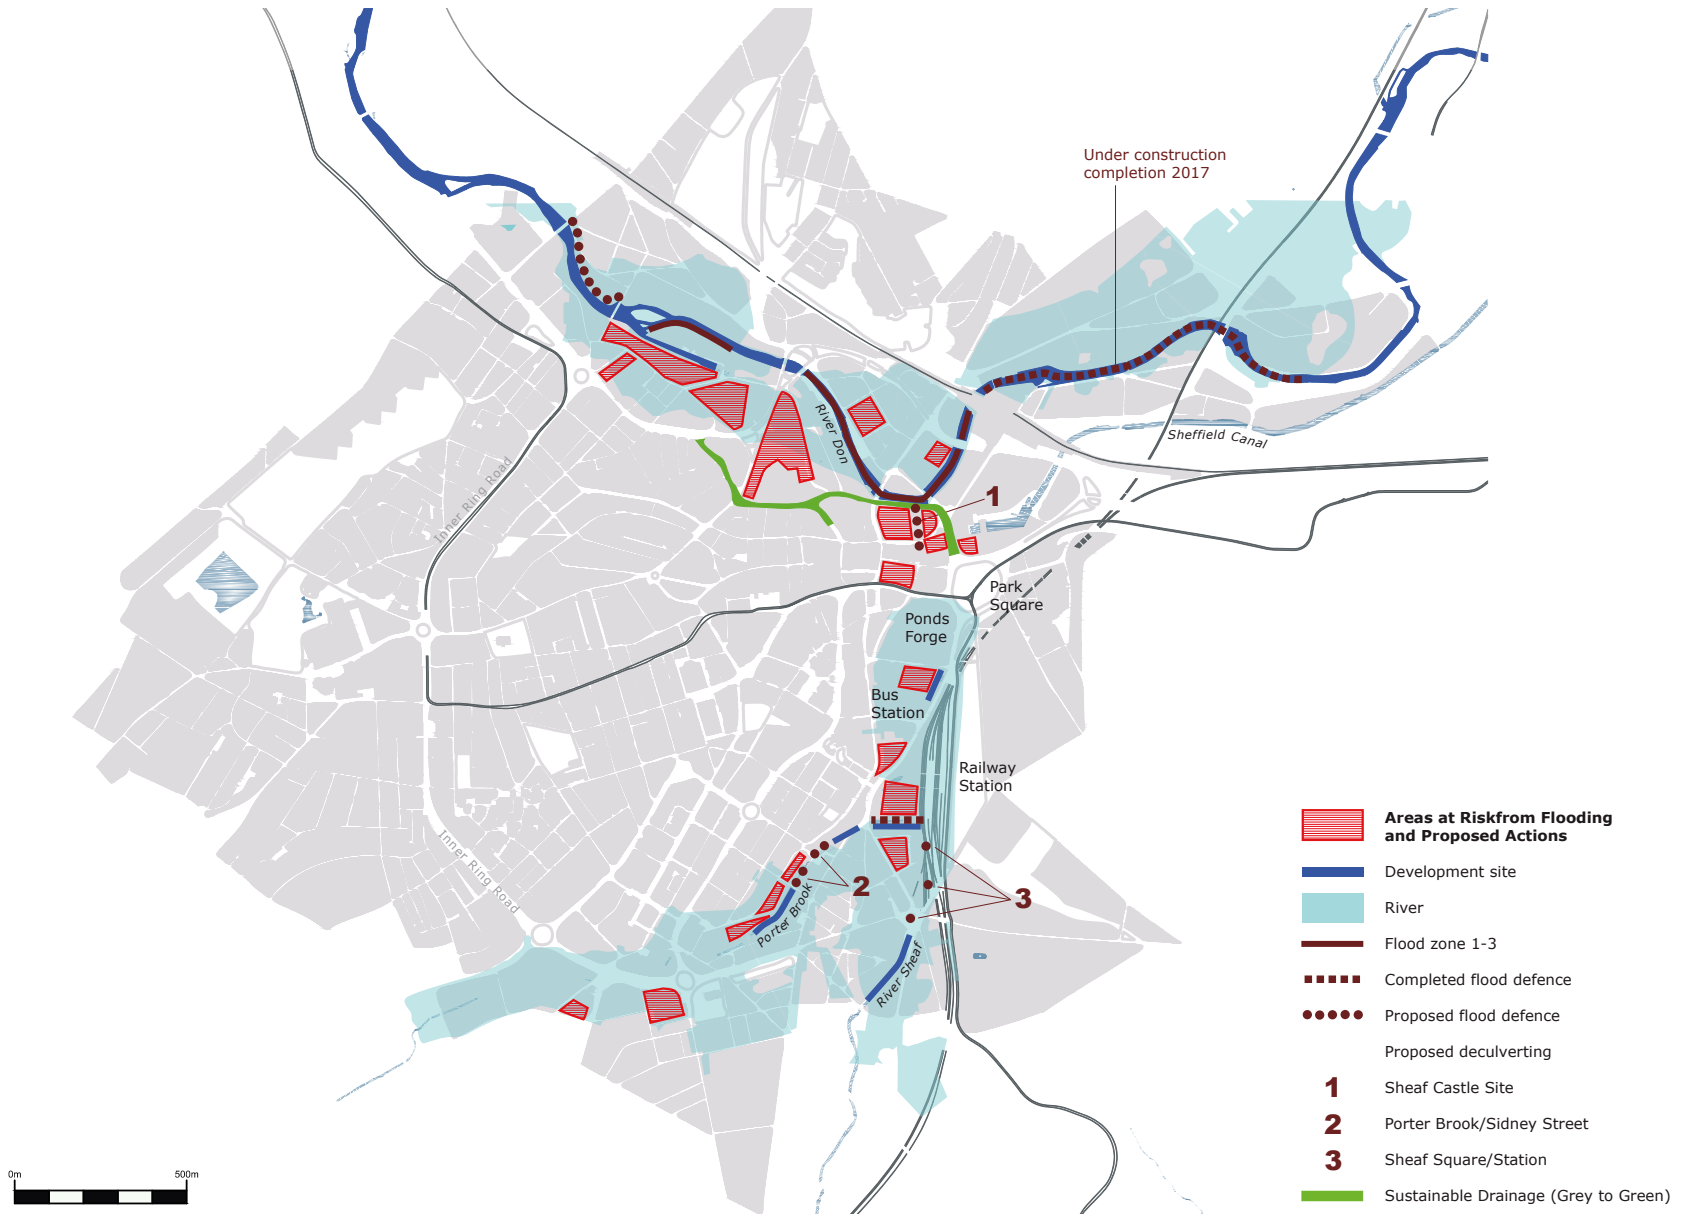 Under construction
completion 2017
River Don
Sheffield Canal
Inner Ring Road
1
Park
Square
Ponds
Forge
Bus
Station
Railway
Station
Inner Ring Road
2
3
Porter Brook
River Sheaf
Areas at Riskfrom Flooding
and Proposed Actions
Development site
River
Flood zone 1-3
Completed flood defence
Proposed flood defence
Proposed deculverting
1 Sheaf Castle Site
2 Porter Brook/Sidney Street
3 Sheaf Square/Station
Sustainable Drainage (Grey to Green)
0m 500m